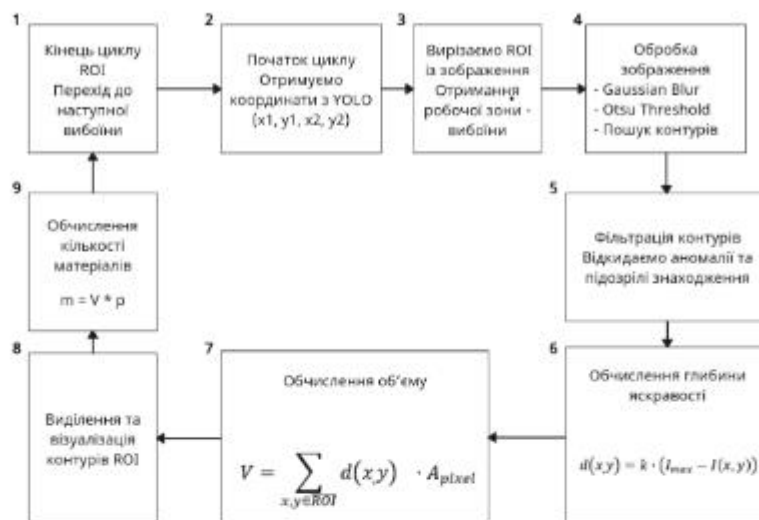 1
Кінець циклу
ROI
Перехід до
наступної
вибоїни
2
Початок циклу
Отримуємо
координати з YOLO
(x1, y1, x2, y2)
3
Вирізаємо ROI
із зображення
Отримання
робочої зони -
вибоїни
4
Обробка
зображення
- Gaussian Blur
- Otsu Threshold
- Пошук контурів
5
Фільтрація контурів
Відкидаємо аномалії та
підозрілі знаходження
6
Обчислення глибини
яскравості
d(x,y) = k · (I_max − I(x, y))
7
Обчислення об'єму
V = ∑ d(x,y) · A_pixel
x,y∈ROI
8
Виділення та
візуалізація
контурів ROI
9
Обчислення
кількості
матеріалів
m = V * p